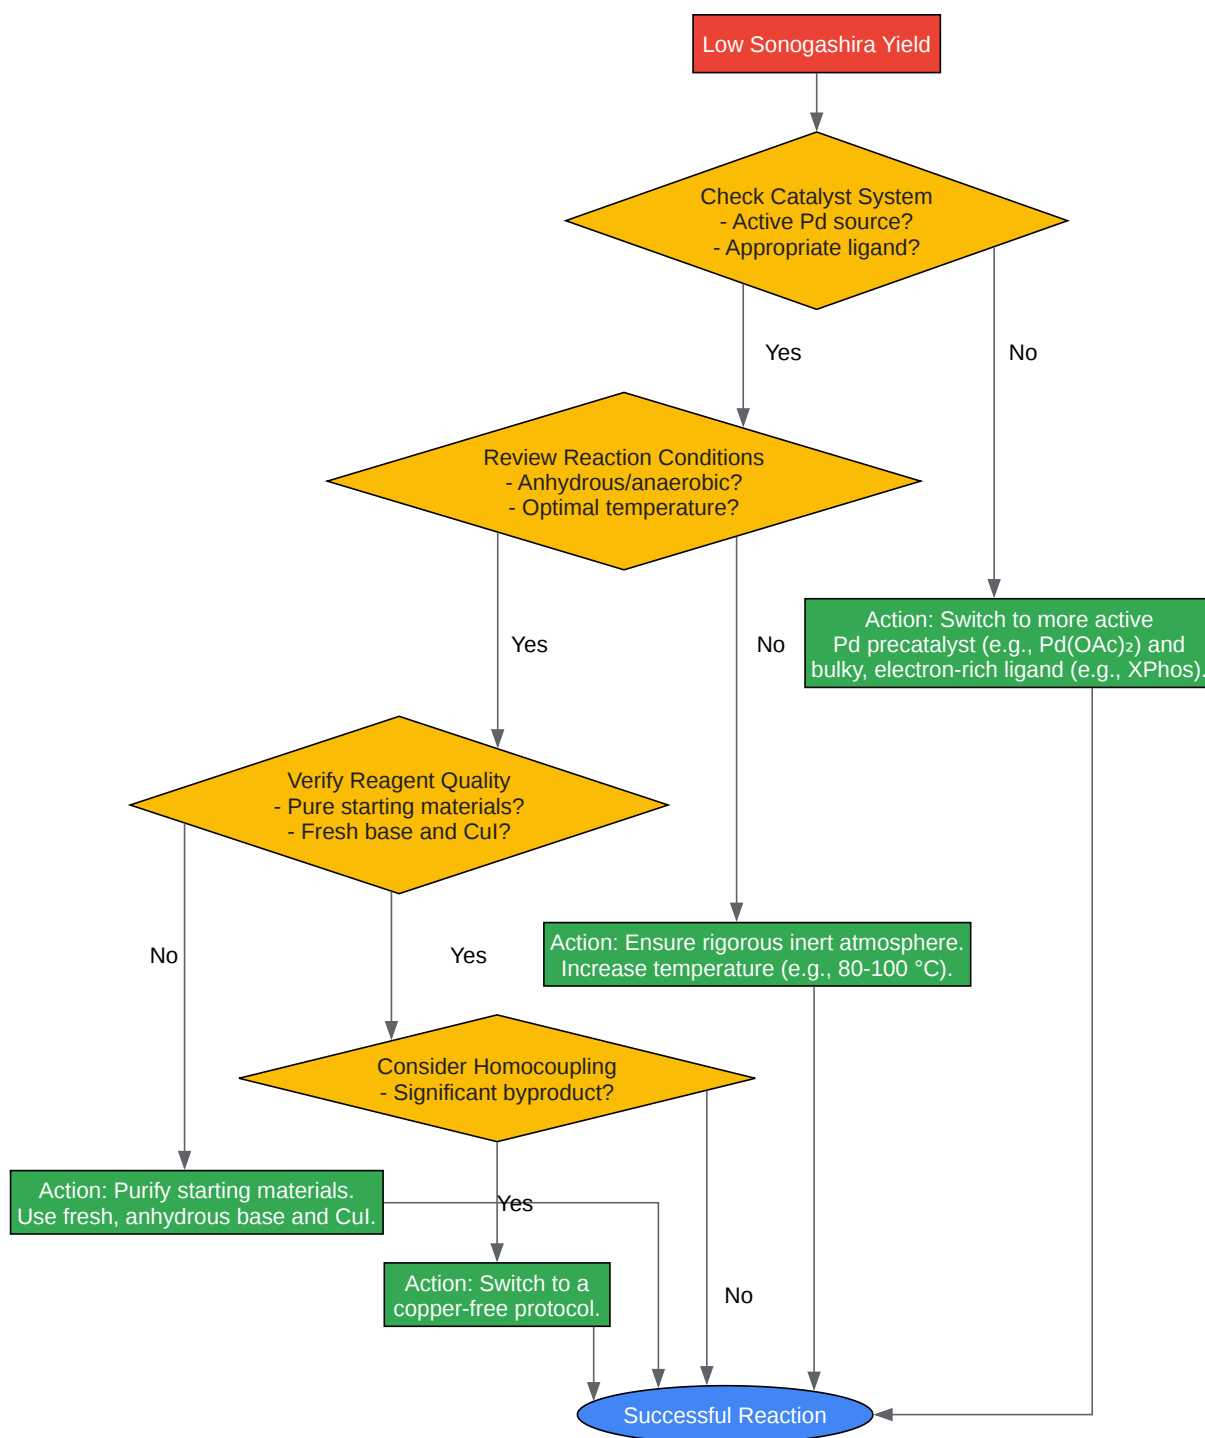 Low Sonogashira Yield
Check Catalyst System
- Active Pd source?
- Appropriate ligand?
Yes
No
Review Reaction Conditions
- Anhydrous/anaerobic?
- Optimal temperature?
Yes
No
Action: Switch to more active
Pd precatalyst (e.g., Pd(OAc)₂) and
bulky, electron-rich ligand (e.g., XPhos).
Verify Reagent Quality
- Pure starting materials?
- Fresh base and CuI?
No
Yes
Action: Ensure rigorous inert atmosphere.
Increase temperature (e.g., 80-100 °C).
Consider Homocoupling
- Significant byproduct?
Action: Purify starting materials.
Use fresh, anhydrous base and CuI.
Yes
No
Action: Switch to a
copper-free protocol.
Successful Reaction